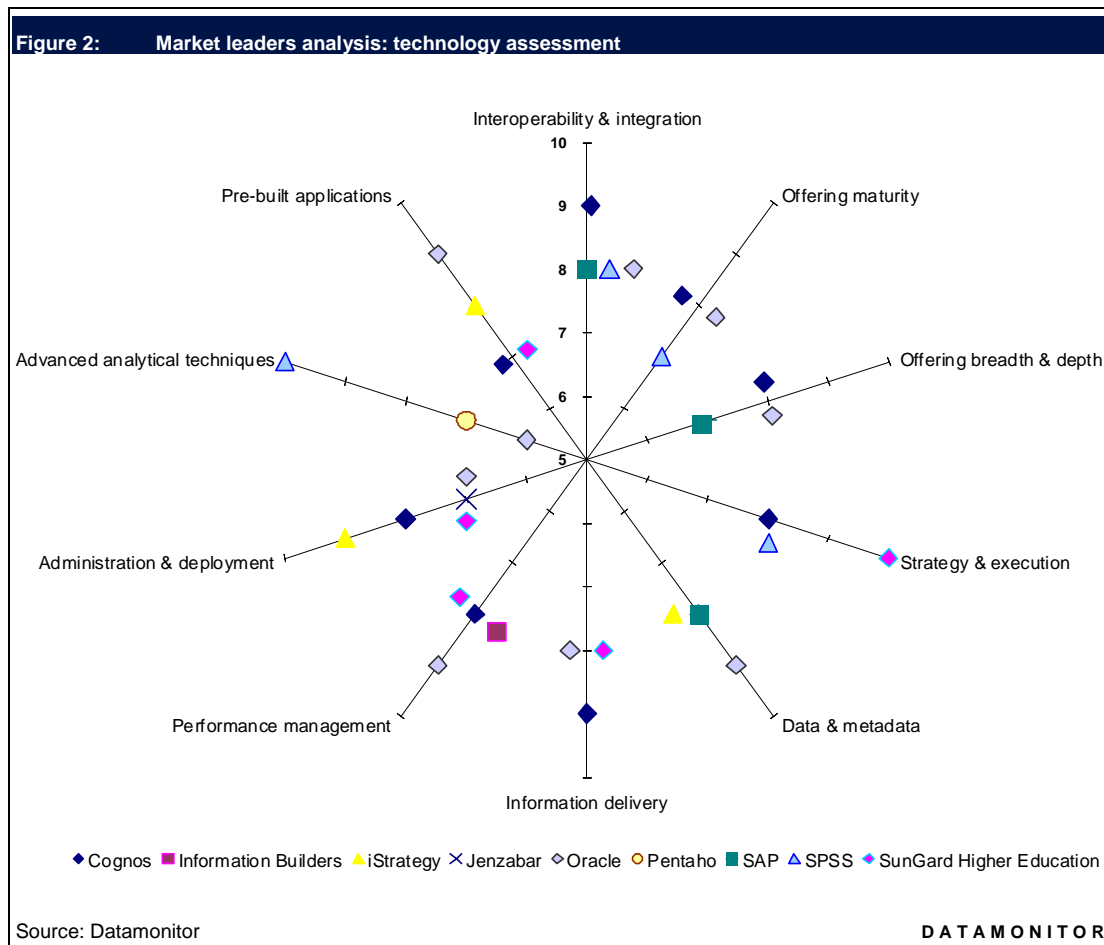 Figure 2: Market leaders analysis: technology assessment
Interoperability & integration
10
Pre-built applications
Offering maturity
9
8
7
Advanced analytical techniques
Offering breadth & depth
6
5
Administration & deployment
Strategy & execution
Performance management
Data & metadata
Information delivery
Cognos Information Builders iStrategy Jenzabar Oracle Pentaho SAP SPSS SunGard Higher Education
Source: Datamonitor
DATAMONITOR